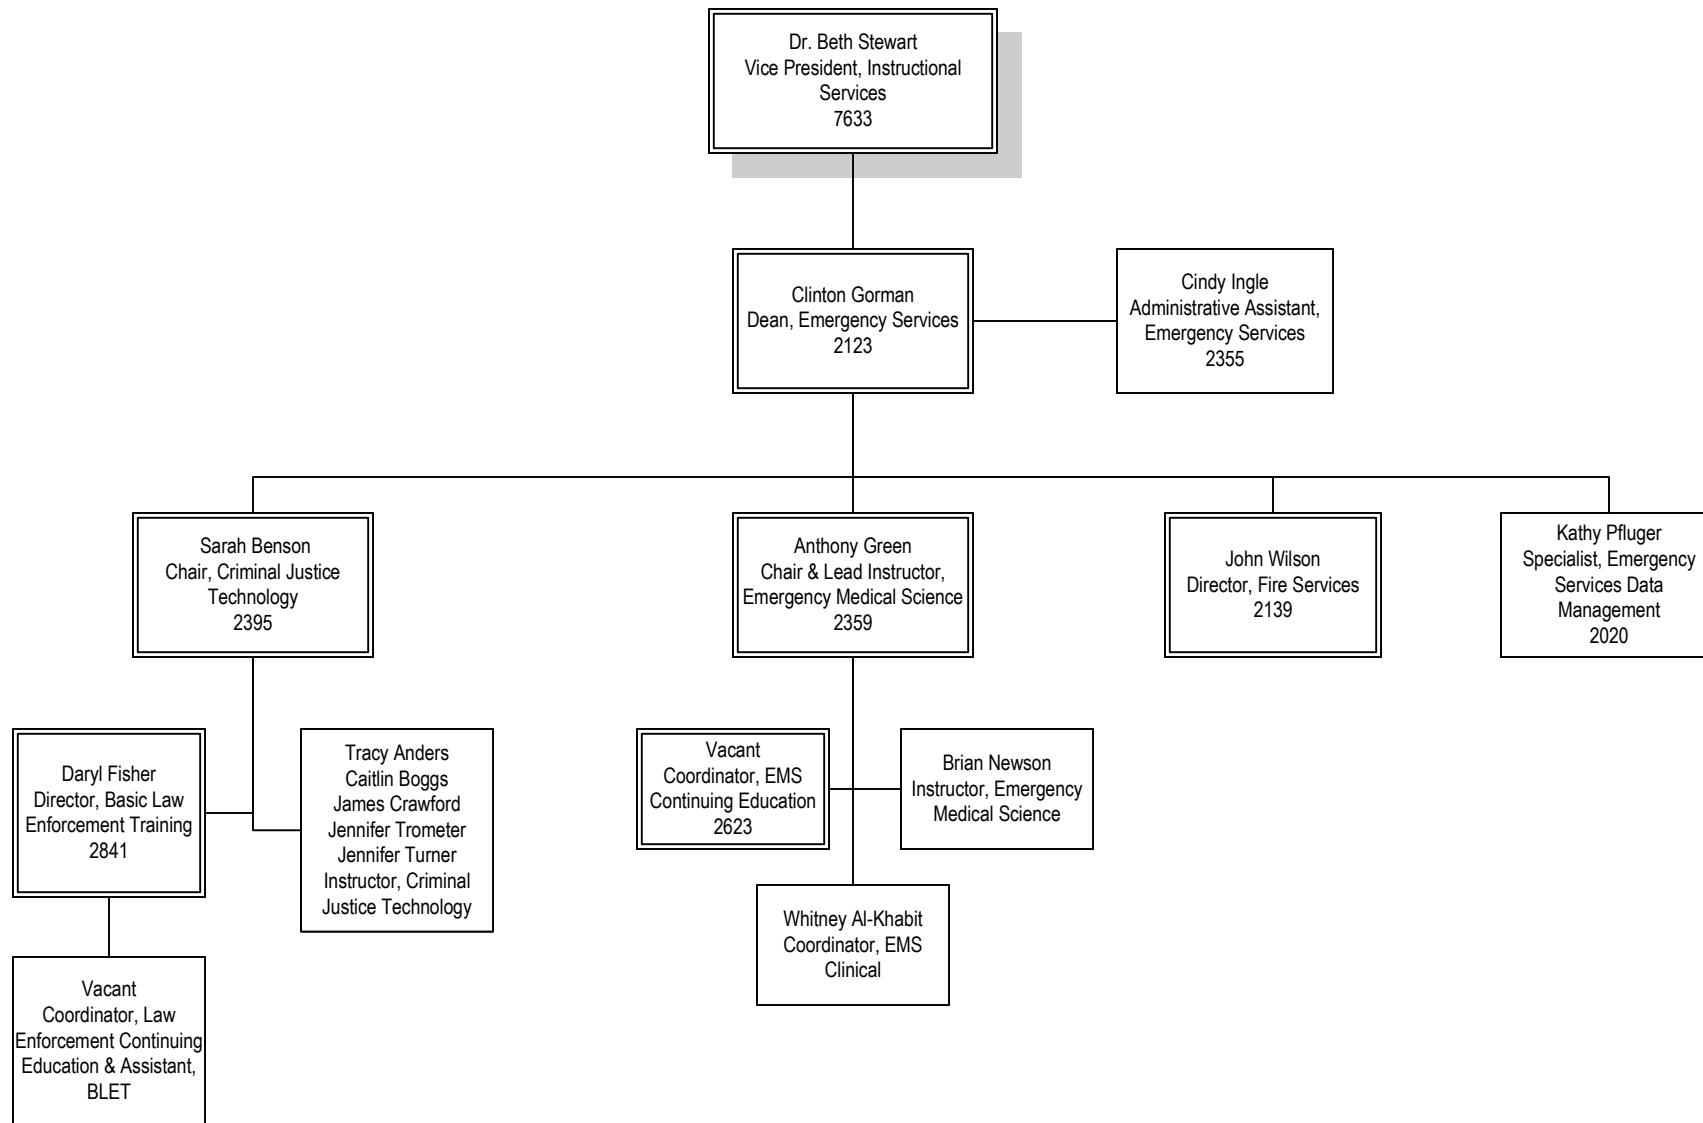 Dr. Beth Stewart
Vice President, Instructional
Services
7633
Clinton Gorman
Dean, Emergency Services
2123
Cindy Ingle
Administrative Assistant,
Emergency Services
2355
Sarah Benson
Chair, Criminal Justice
Technology
2395
Anthony Green
Chair & Lead Instructor,
Emergency Medical Science
2359
John Wilson
Director, Fire Services
2139
Kathy Pfluger
Specialist, Emergency
Services Data
Management
2020
Daryl Fisher
Director, Basic Law
Enforcement Training
2841
Tracy Anders
Caitlin Boggs
James Crawford
Jennifer Trometer
Jennifer Turner
Instructor, Criminal
Justice Technology
Vacant
Coordinator, EMS
Continuing Education
2623
Brian Newson
Instructor, Emergency
Medical Science
Whitney Al-Khabit
Coordinator, EMS
Clinical
Vacant
Coordinator, Law
Enforcement Continuing
Education & Assistant,
BLET